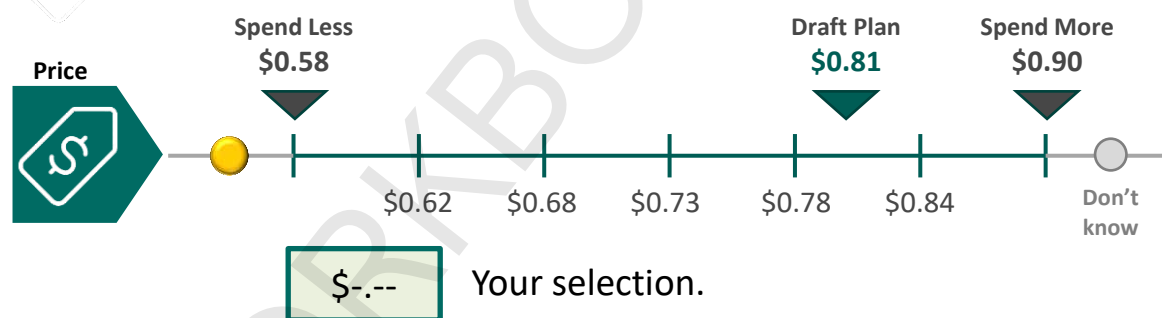 Spend Less
$0.58
Draft Plan
$0.81
Spend More
$0.90
Price
$
$0.62 $0.68 $0.73 $0.78 $0.84
Don't
know
$-.-- Your selection.